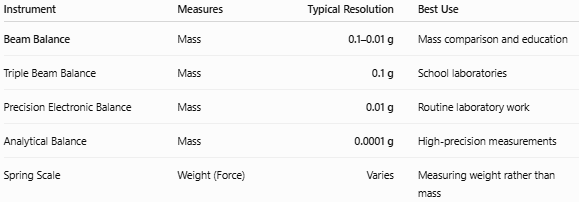 Instrument Measures Typical Resolution Best Use
Beam Balance Mass 0.1–0.01 g Mass comparison and education
Triple Beam Balance Mass 0.1 g School laboratories
Precision Electronic Balance Mass 0.01 g Routine laboratory work
Analytical Balance Mass 0.0001 g High-precision measurements
Spring Scale Weight (Force) Varies Measuring weight rather than
mass